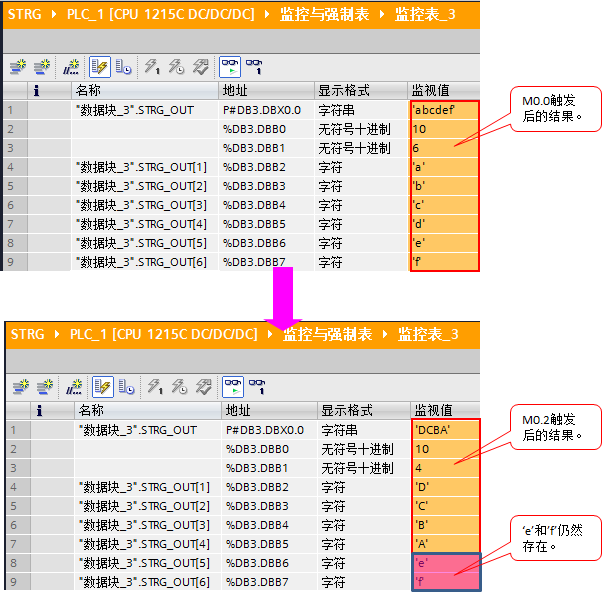 STRG ▸ PLC_1 [CPU 1215C DC/DC/DC] ▸ 监控与强制表 ▸ 监控表_3
i 名称 地址 显示格式 监视值
1 "数据块_3".STRG_OUT P#DB3.DBX0.0 字符串 'abcdef'
2 %DB3.DBB0 无符号十进制 10
3 %DB3.DBB1 无符号十进制 6
4 "数据块_3".STRG_OUT[1] %DB3.DBB2 字符 'a'
5 "数据块_3".STRG_OUT[2] %DB3.DBB3 字符 'b'
6 "数据块_3".STRG_OUT[3] %DB3.DBB4 字符 'c'
7 "数据块_3".STRG_OUT[4] %DB3.DBB5 字符 'd'
8 "数据块_3".STRG_OUT[5] %DB3.DBB6 字符 'e'
9 "数据块_3".STRG_OUT[6] %DB3.DBB7 字符 'f'
M0.0触发
后的结果。
STRG ▸ PLC_1 [CPU 1215C DC/DC/DC] ▸ 监控与强制表 ▸ 监控表_3
i 名称 地址 显示格式 监视值
1 "数据块_3".STRG_OUT P#DB3.DBX0.0 字符串 'DCBA'
2 %DB3.DBB0 无符号十进制 10
3 %DB3.DBB1 无符号十进制 4
4 "数据块_3".STRG_OUT[1] %DB3.DBB2 字符 'D'
5 "数据块_3".STRG_OUT[2] %DB3.DBB3 字符 'C'
6 "数据块_3".STRG_OUT[3] %DB3.DBB4 字符 'B'
7 "数据块_3".STRG_OUT[4] %DB3.DBB5 字符 'A'
8 "数据块_3".STRG_OUT[5] %DB3.DBB6 字符 'e'
9 "数据块_3".STRG_OUT[6] %DB3.DBB7 字符 'f'
M0.2触发
后的结果。
'e'和'f'仍然
存在。